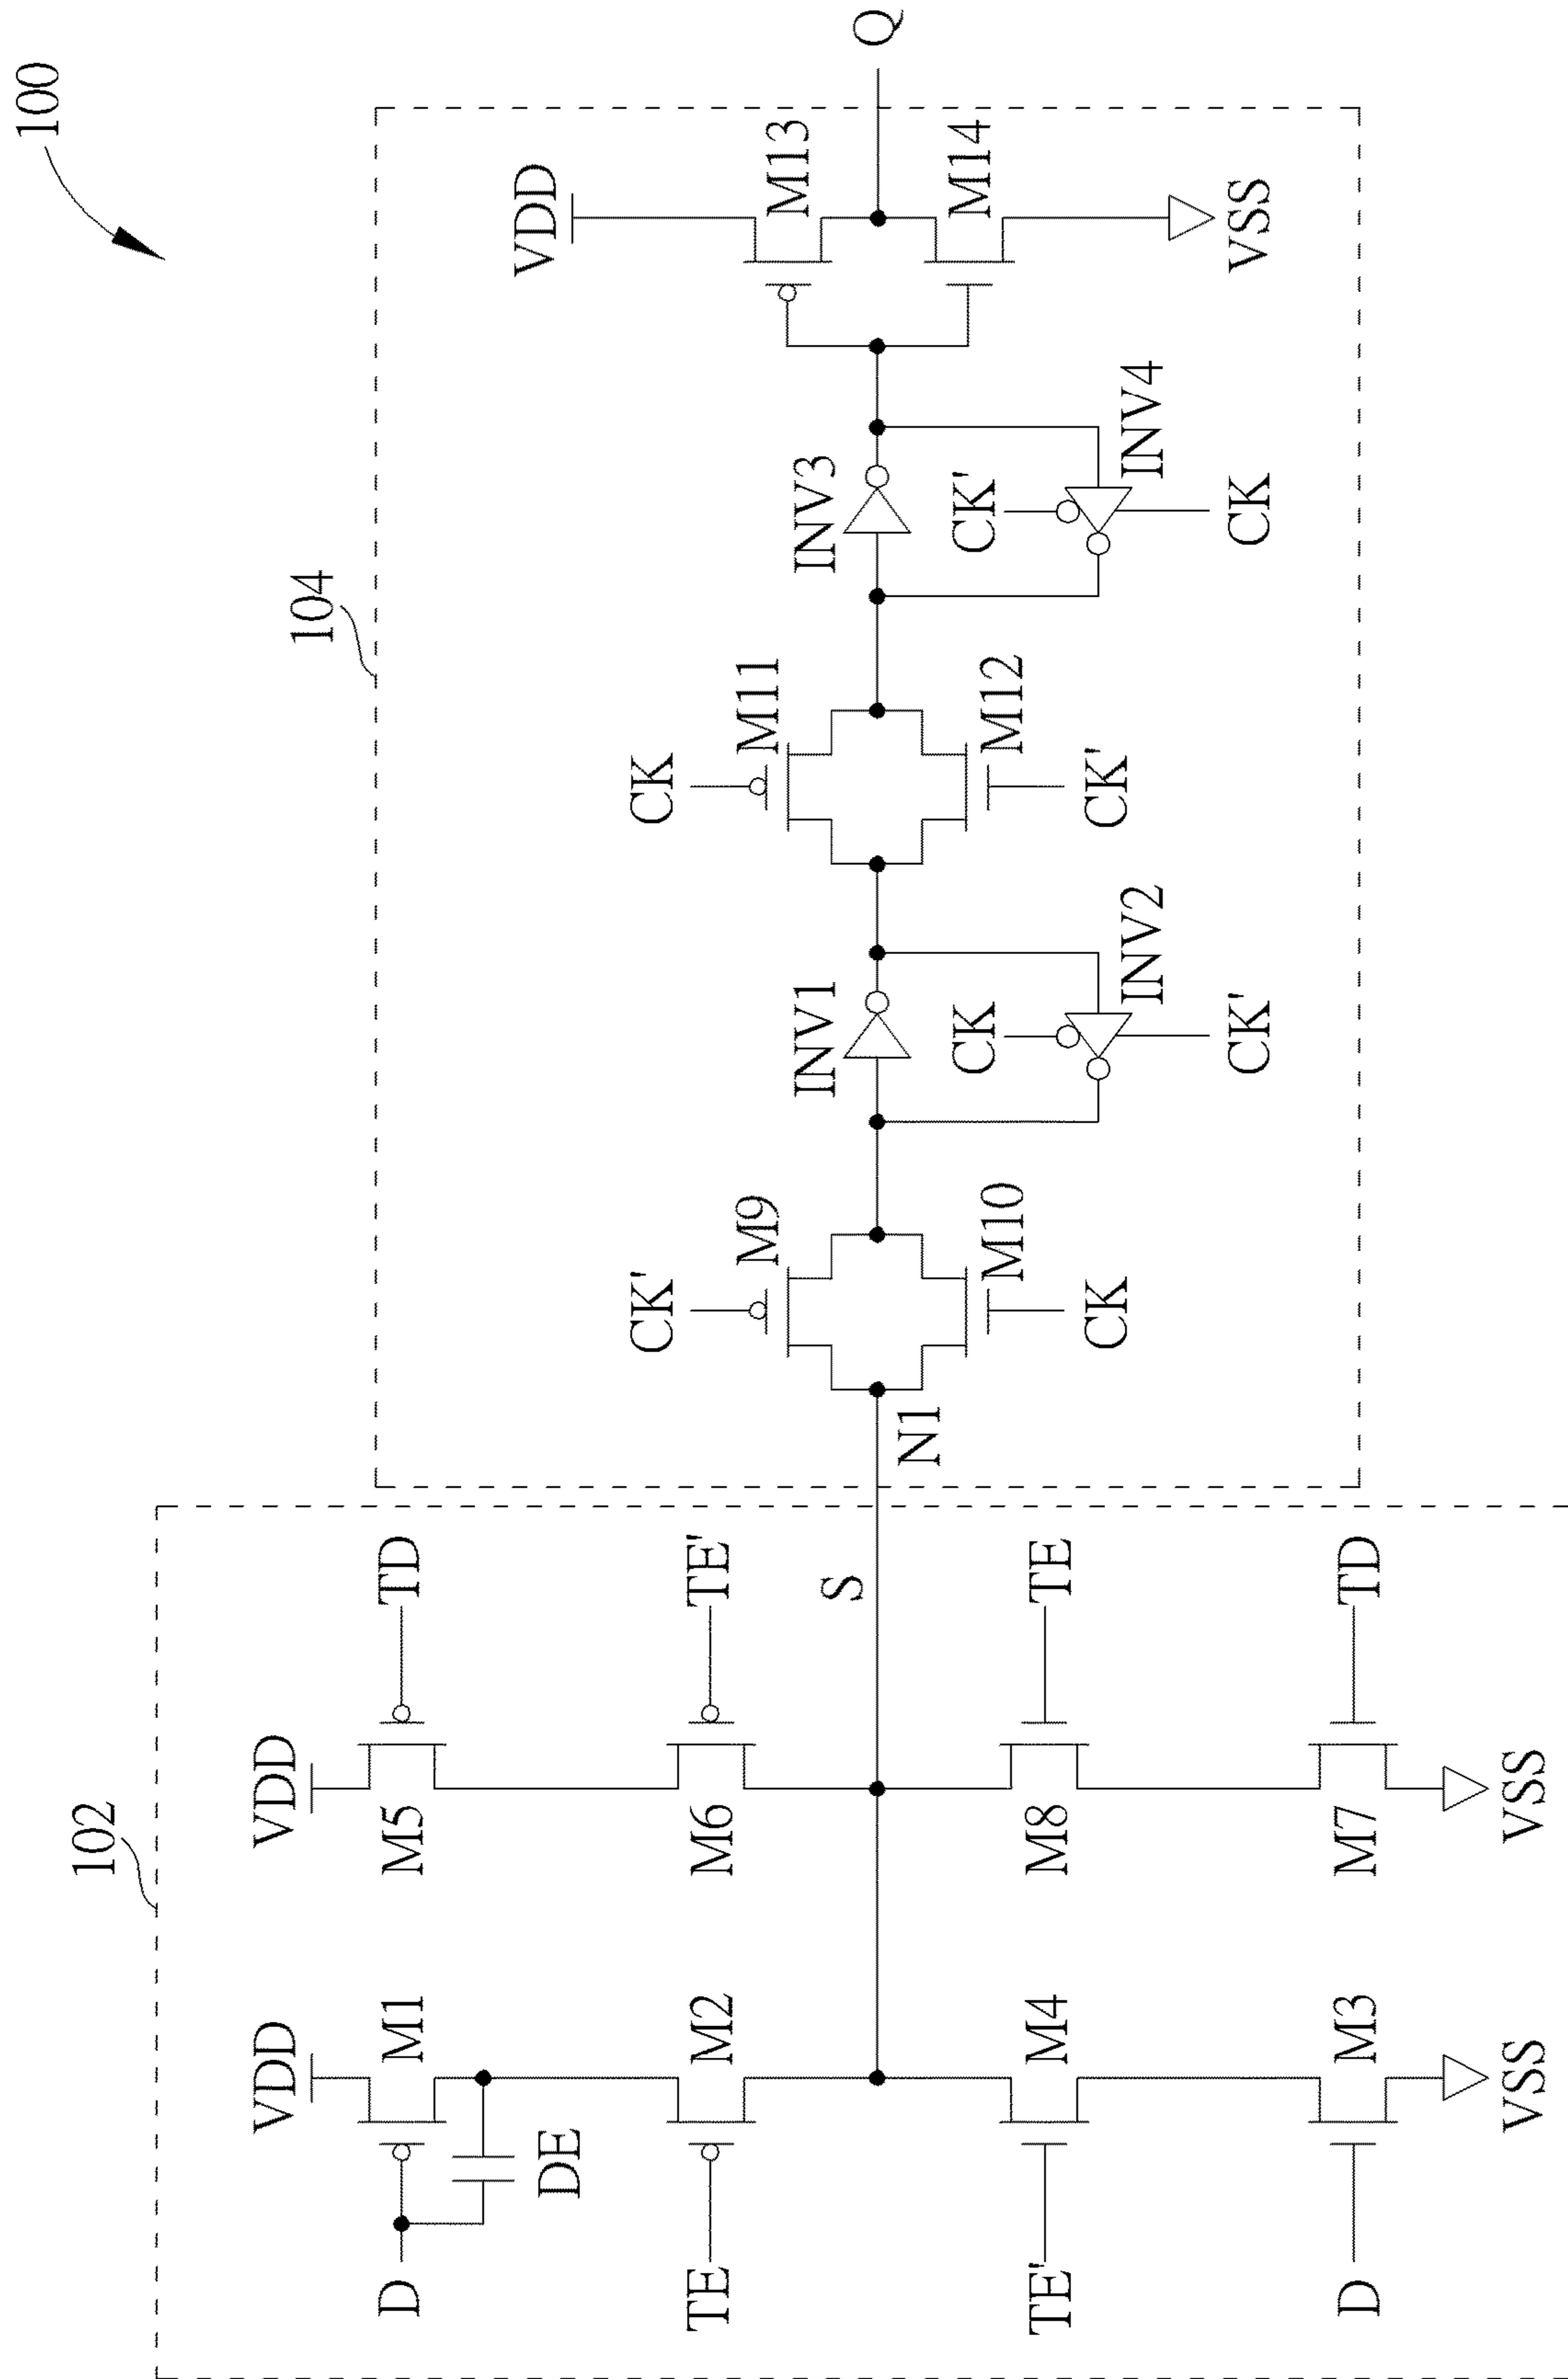 100
102
VDD
M1
D
DE
TE
M2
TE'
M4
D
M3
VSS
VDD
M5
TD
M6
TE'
S
M8
TE
M7
TD
VSS
104
N1
CK'
M9
M10
CK
INV1
CK
INV2
CK'
CK
M11
M12
CK'
INV3
CK'
INV4
CK
VDD
M13
M14
VSS
Q